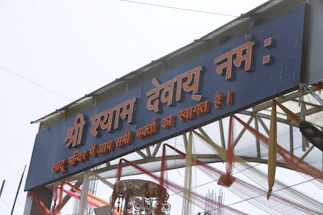 श्री श्याम देवाय् नम:
खाटू मन्दिर में आप सभी भक्तों का स्वागत है।